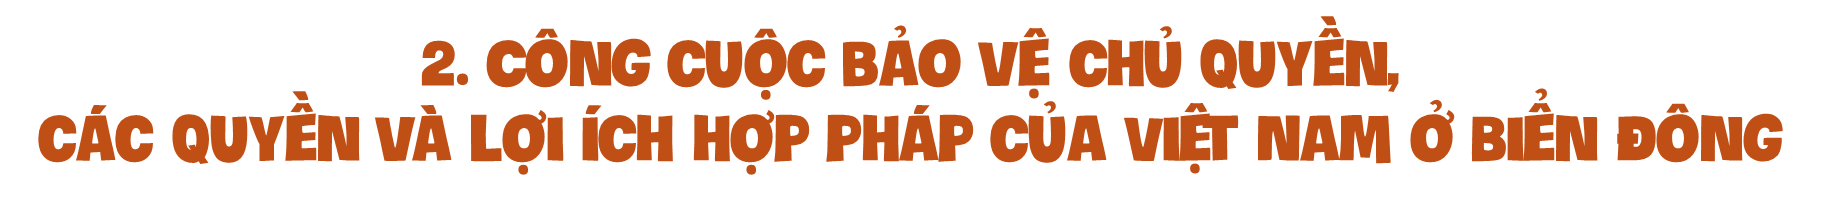 2. CÔNG CUỘC BẢO VỆ CHỦ QUYỀN,
CÁC QUYỀN VÀ LỢI ÍCH HỢP PHÁP CỦA VIỆT NAM Ở BIỂN ĐÔNG